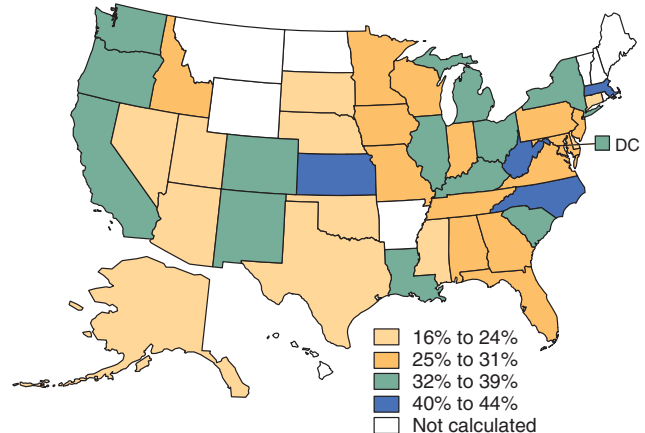 DC
16% to 24%
25% to 31%
32% to 39%
40% to 44%
Not calculated